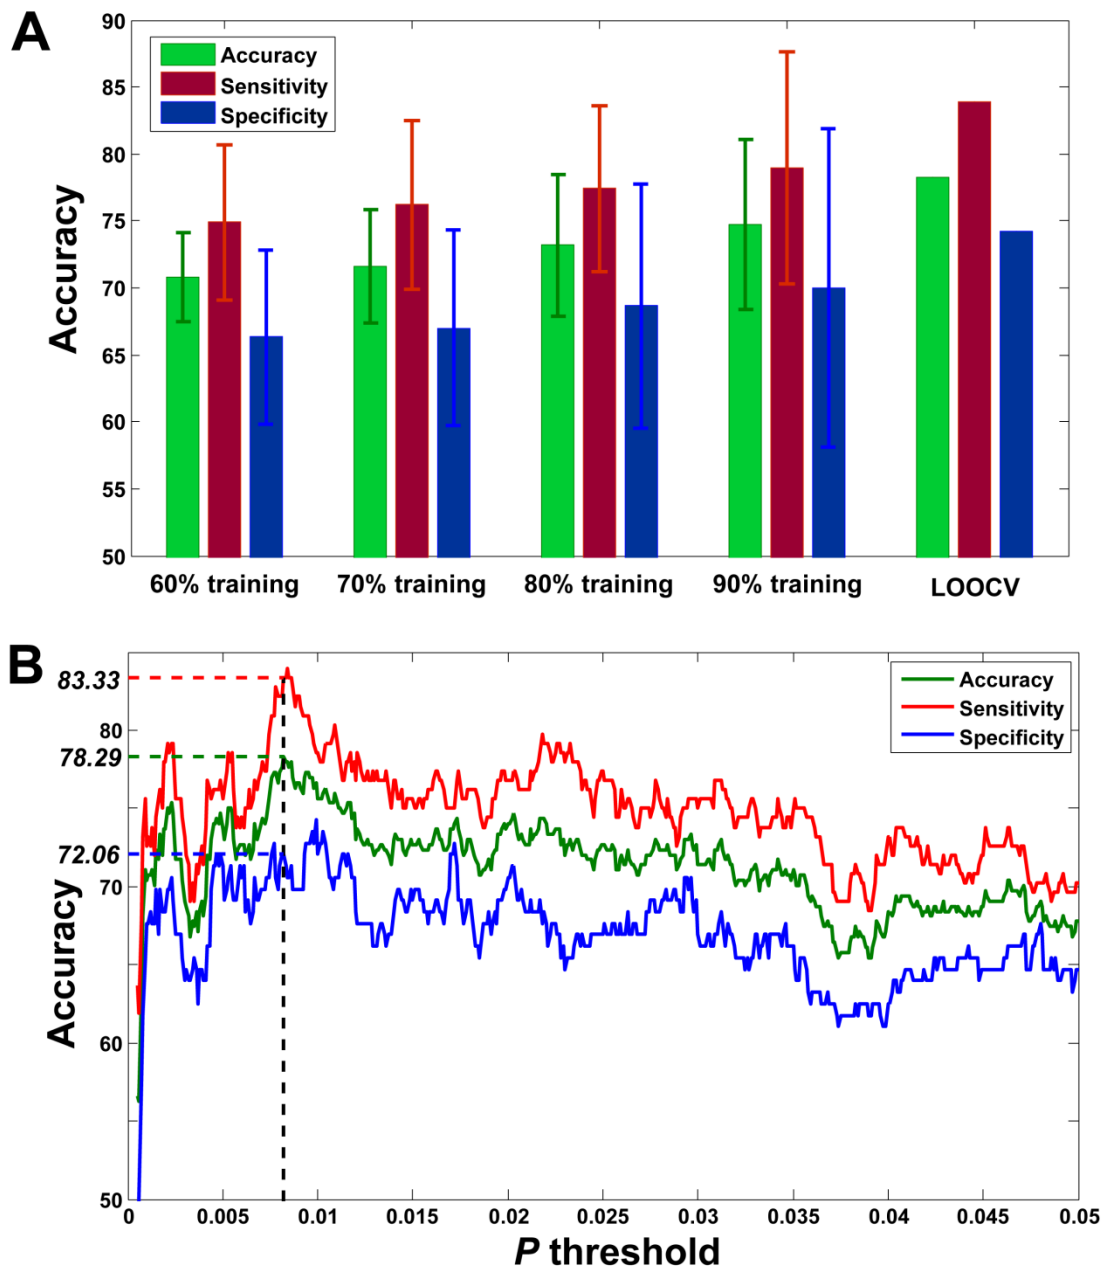 A
90
85
80
75
70
65
60
55
50
Accuracy
Accuracy
Sensitivity
Specificity
60% training
70% training
80% training
90% training
LOOCV
B
83.33
80
78.29
72.06
70
60
50
Accuracy
Accuracy
Sensitivity
Specificity
0
0.005
0.01
0.015
0.02
0.025
0.03
0.035
0.04
0.045
0.05
P threshold